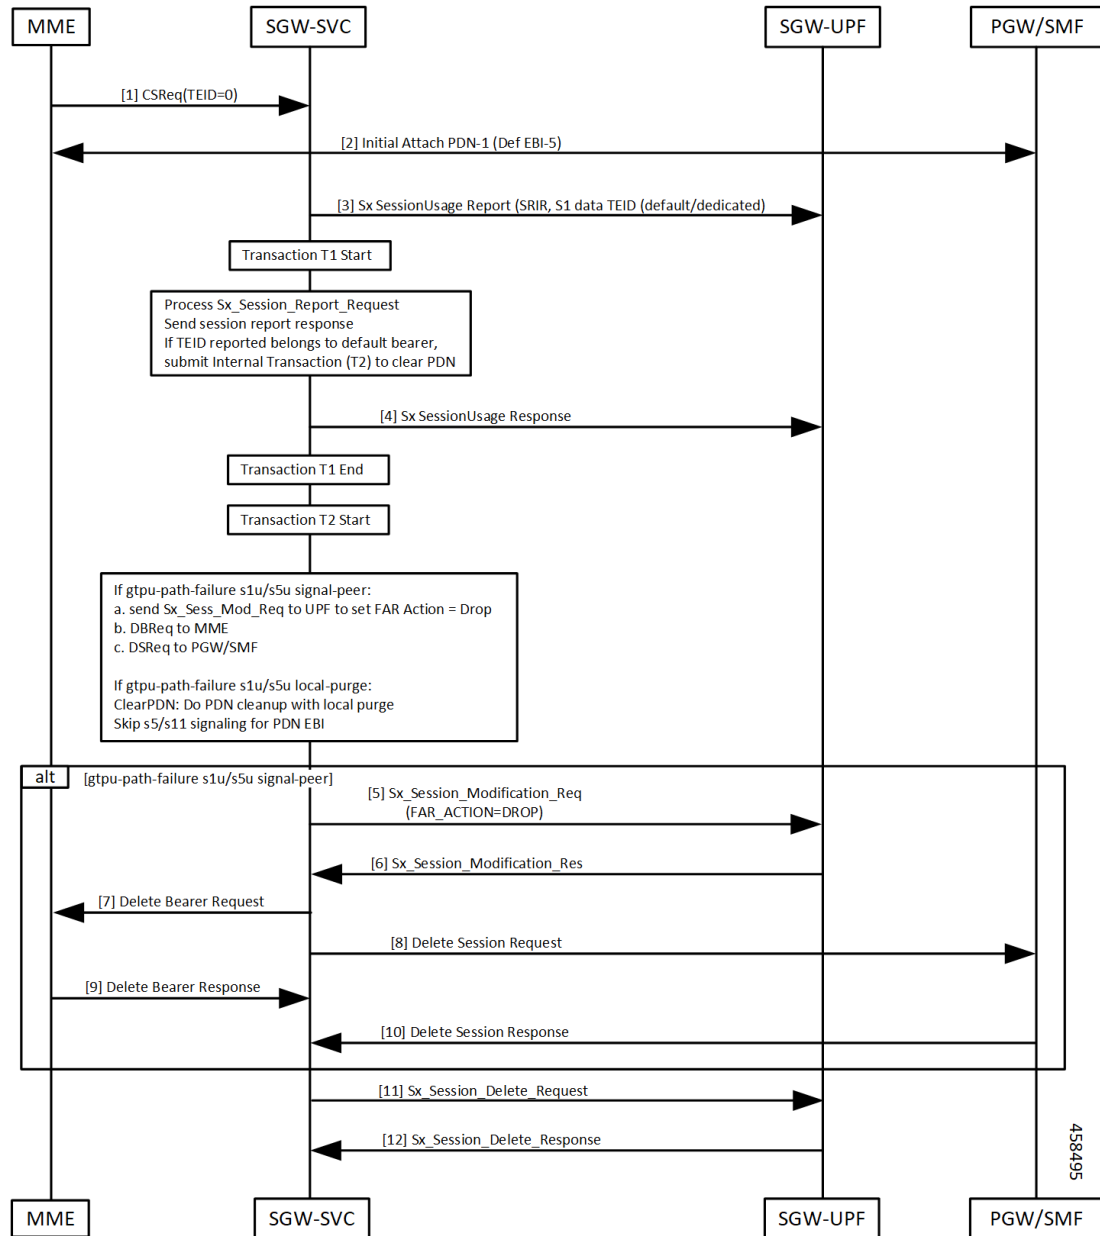 MME
SGW-SVC
SGW-UPF
PGW/SMF
[1] CSReq(TEID=0)
[2] Initial Attach PDN-1 (Def EBI-5)
[3] Sx SessionUsage Report (SRIR, S1 data TEID (default/dedicated)
Transaction T1 Start
Process Sx_Session_Report_Request
Send session report response
If TEID reported belongs to default bearer,
submit Internal Transaction (T2) to clear PDN
[4] Sx SessionUsage Response
Transaction T1 End
Transaction T2 Start
If gtpu-path-failure s1u/s5u signal-peer:
a. send Sx_Sess_Mod_Req to UPF to set FAR Action = Drop
b. DBReq to MME
c. DSReq to PGW/SMF
If gtpu-path-failure s1u/s5u local-purge:
ClearPDN: Do PDN cleanup with local purge
Skip s5/s11 signaling for PDN EBI
alt
[gtpu-path-failure s1u/s5u signal-peer]
[5] Sx_Session_Modification_Req
(FAR_ACTION=DROP)
[6] Sx_Session_Modification_Res
[7] Delete Bearer Request
[8] Delete Session Request
[9] Delete Bearer Response
[10] Delete Session Response
[11] Sx_Session_Delete_Request
[12] Sx_Session_Delete_Response
458495
MME
SGW-SVC
SGW-UPF
PGW/SMF